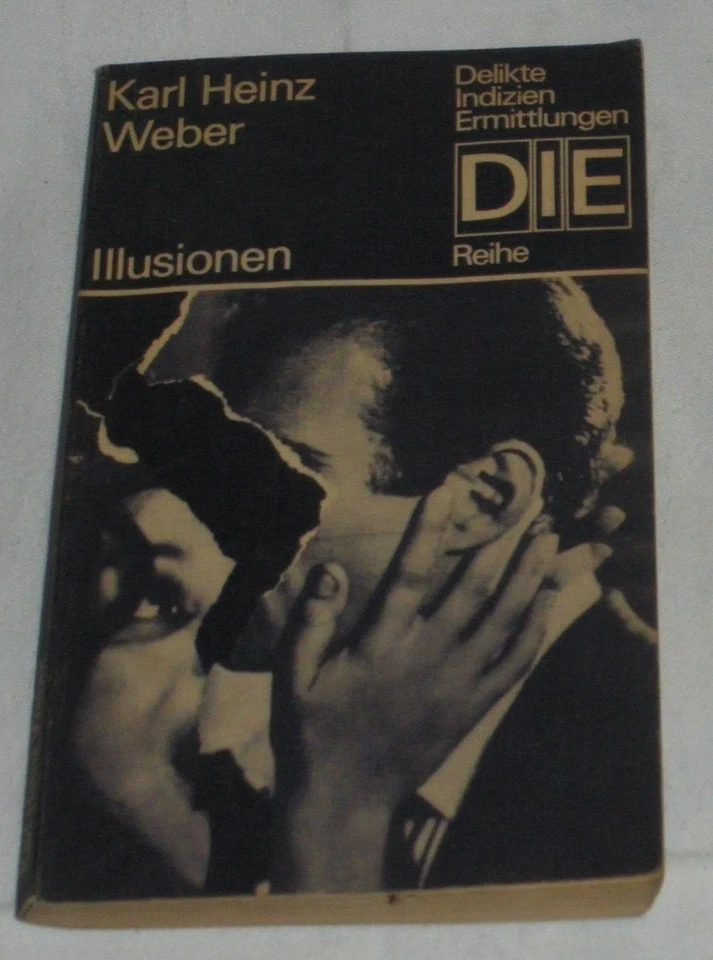 Karl Heinz
Weber
Illusionen
Delikte
Indizien
Ermittlungen
DIE
Reihe